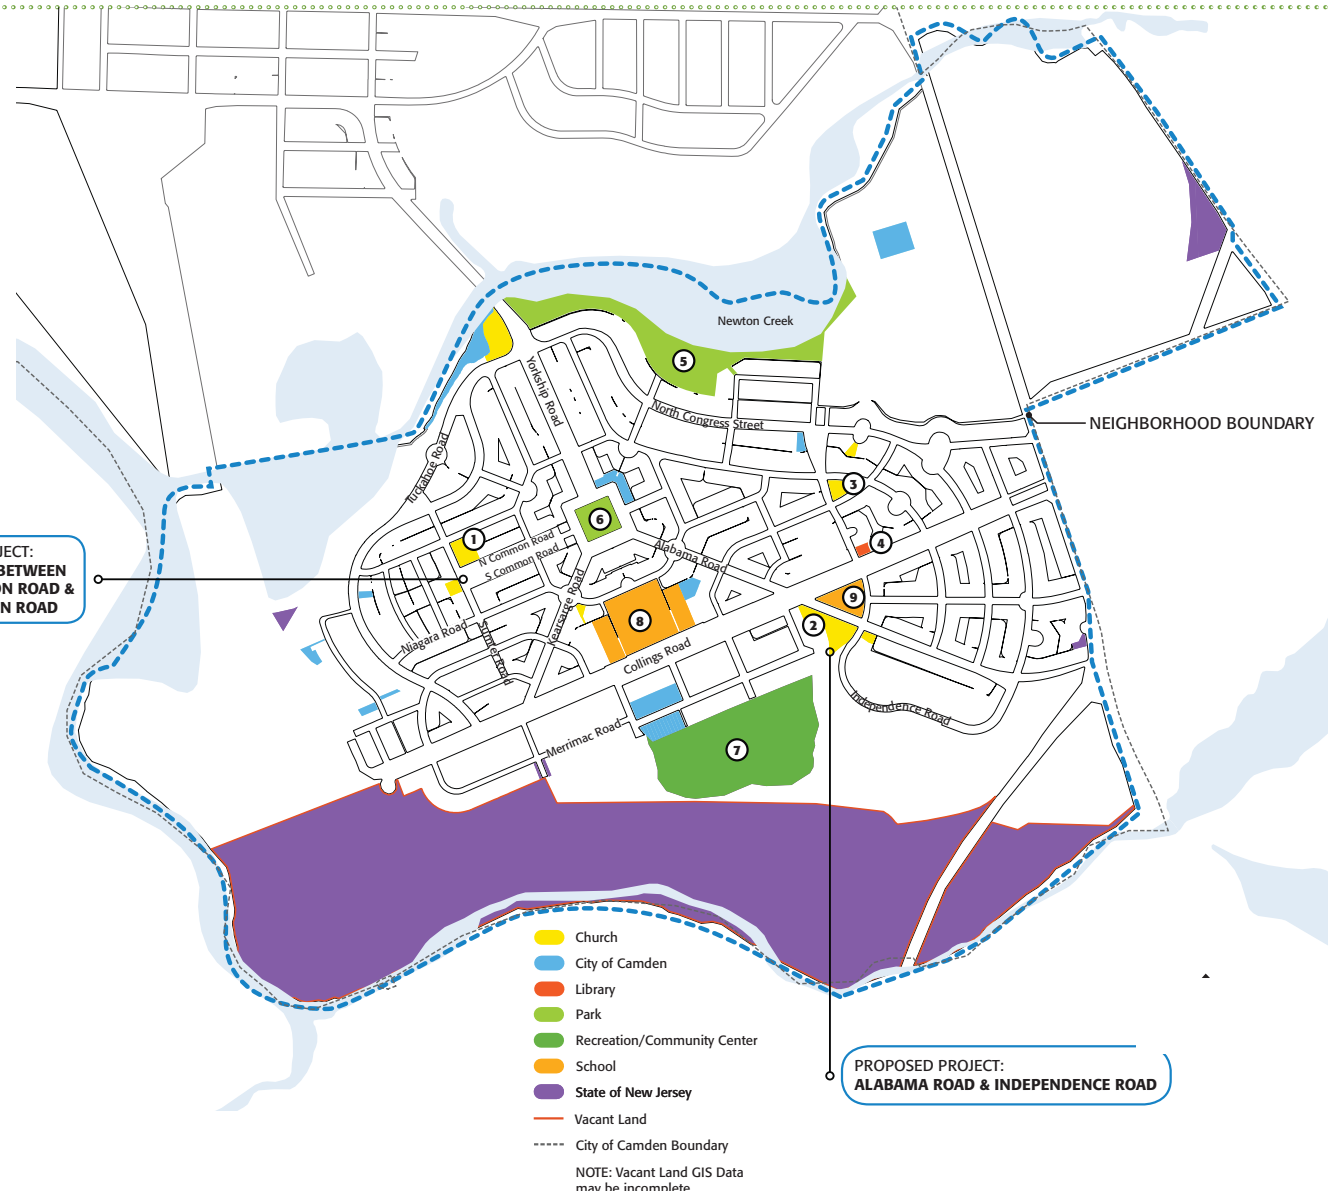 Newton Creek
5
Yorkship Road
North Congress Street
NEIGHBORHOOD BOUNDARY
Tuckahoe Road
3
6
1
N Common Road
S Common Road
Alabama Road
4
JECT:
BETWEEN
ON ROAD &
N ROAD
9
8
2
Kearsarge Road
Niagara Road
Sumter Road
Collings Road
Independence Road
Merrimac Road
7
Church
City of Camden
Library
Park
Recreation/Community Center
School
State of New Jersey
Vacant Land
City of Camden Boundary
NOTE: Vacant Land GIS Data
may be incomplete
PROPOSED PROJECT:
ALABAMA ROAD & INDEPENDENCE ROAD